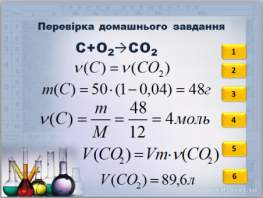 Перевірка домашнього завдання
C+O₂→CO₂
1
ν(C) = ν(CO₂)
2
m(C) = 50·(1−0,04) = 48г
3
ν(C) = m/M = 48/12 = 4моль
4
V(CO₂) = Vm·ν(CO₂)
5
V(CO₂) = 89,6л
6